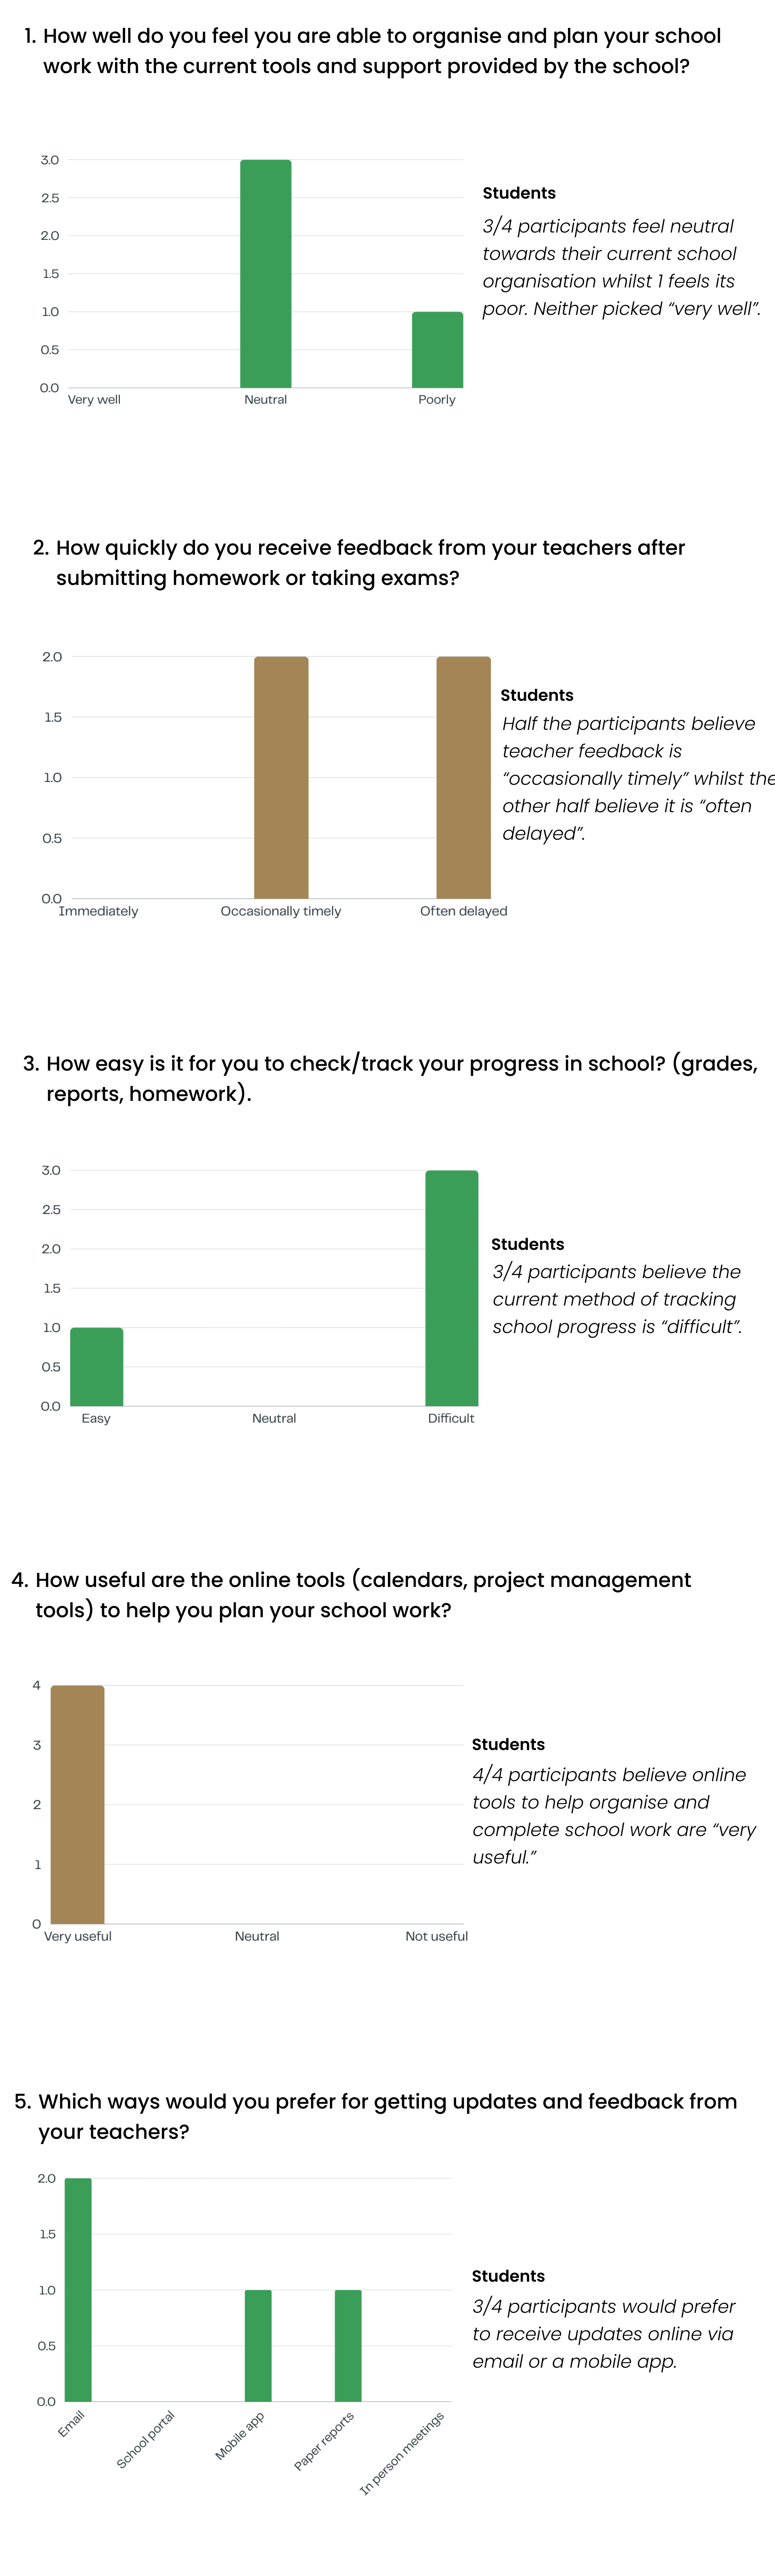 1. How well do you feel you are able to organise and plan your school
work with the current tools and support provided by the school?
3.0
2.5
2.0
1.5
1.0
0.5
0.0
Very well
Neutral
Poorly
Students
3/4 participants feel neutral
towards their current school
organisation whilst 1 feels its
poor. Neither picked “very well”.
2. How quickly do you receive feedback from your teachers after
submitting homework or taking exams?
2.0
1.5
1.0
0.5
0.0
Immediately
Occasionally timely
Often delayed
Students
Half the participants believe
teacher feedback is
“occasionally timely” whilst the
other half believe it is “often
delayed”.
3. How easy is it for you to check/track your progress in school? (grades,
reports, homework).
3.0
2.5
2.0
1.5
1.0
0.5
0.0
Easy
Neutral
Difficult
Students
3/4 participants believe the
current method of tracking
school progress is “difficult”.
4. How useful are the online tools (calendars, project management
tools) to help you plan your school work?
4
3
2
1
0
Very useful
Neutral
Not useful
Students
4/4 participants believe online
tools to help organise and
complete school work are “very
useful.”
5. Which ways would you prefer for getting updates and feedback from
your teachers?
2.0
1.5
1.0
0.5
0.0
Email
School portal
Mobile app
Paper reports
In person meetings
Students
3/4 participants would prefer
to receive updates online via
email or a mobile app.